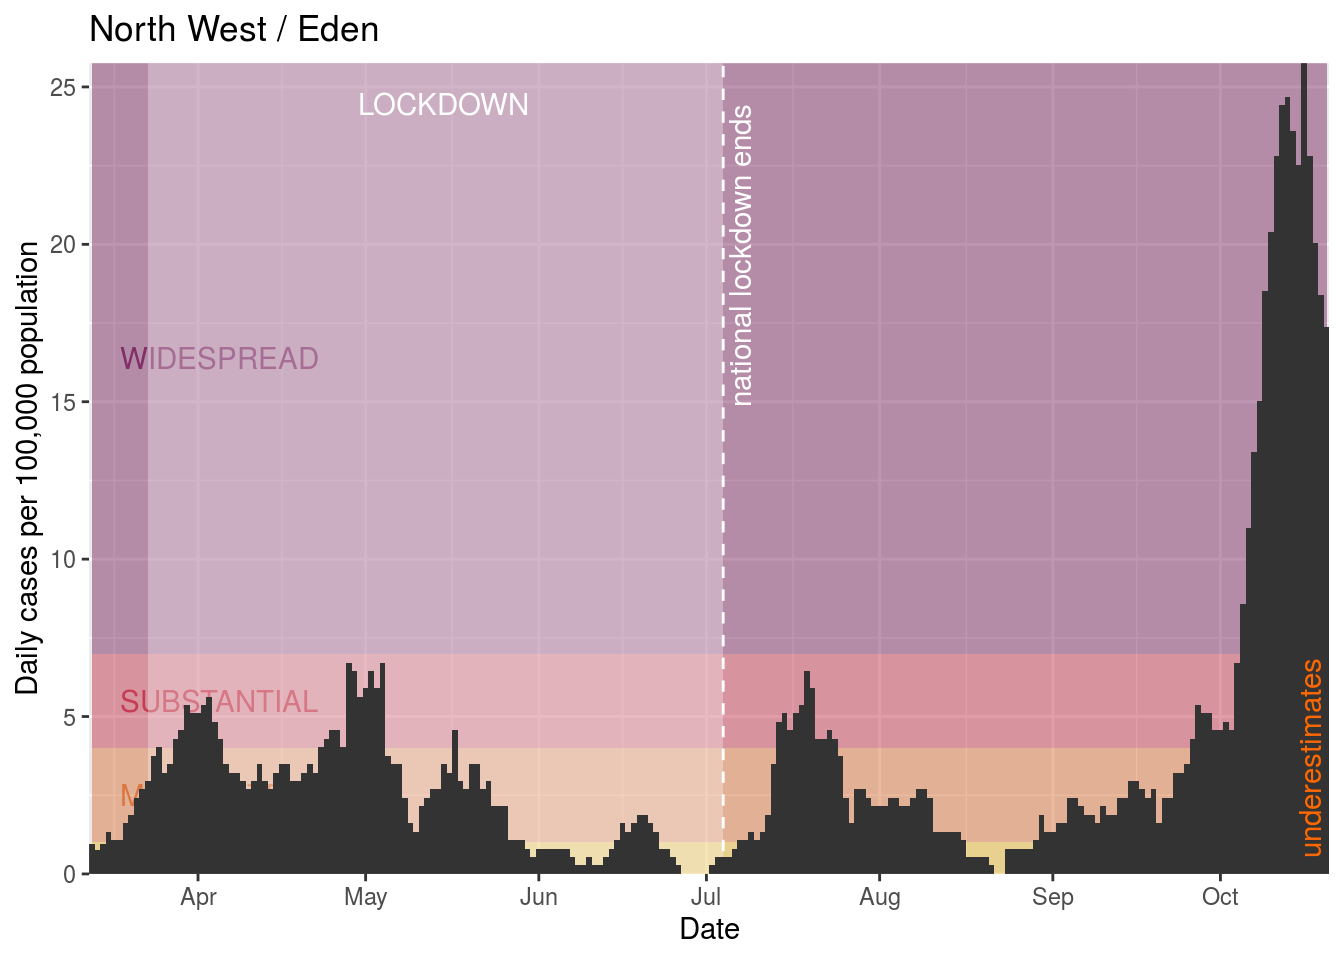 North West / Eden
Daily cases per 100,000 population
25
20
15
10
5
0
LOCKDOWN
national lockdown ends
WIDESPREAD
SUBSTANTIAL
M
underestimates
Apr
May
Jun
Jul
Aug
Sep
Oct
Date